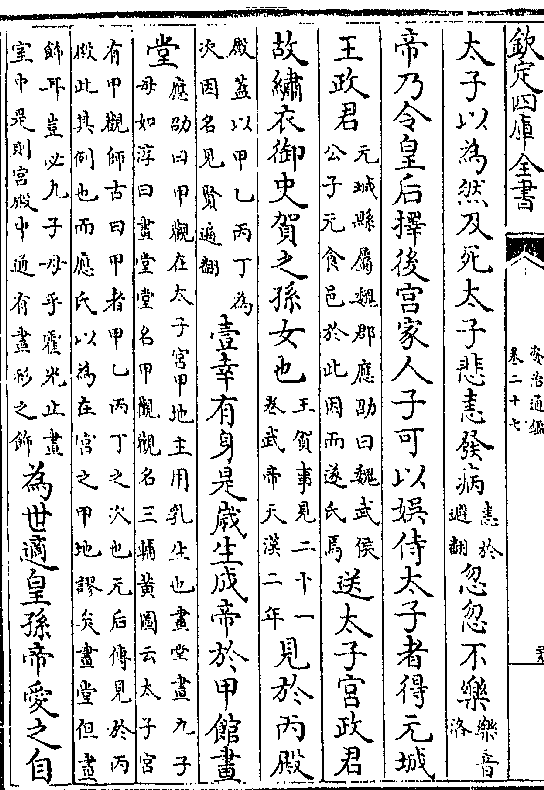 欽定四庫全書
資治通鑑
卷二十七
太子以為然及死太子悲恚發病恚於避翻忽忽不樂樂音洛
帝乃令皇后擇後宮家人子可以娛侍太子者得元城
王政君元城縣屬魏郡應劭曰魏武侯公子元食邑於此因而遂氏焉送太子宮政君
故繡衣御史賀之孫女也王賀事見二十一卷武帝天漢二年見於丙殿
殿蓋以甲乙丙丁為次因名見賢遍翻壹幸有身是歲生成帝於甲館畫
堂應劭曰甲觀在太子宮甲地主用乳生也畫堂畫九子母如淳曰畫堂堂名甲觀觀名三輔黃圖云太子宮
有甲觀師古曰甲者甲乙丙丁之次也元后傳見於丙殿此其例也而應氏以為在宮之甲地謬矣畫堂但畫
飾耳豈必九子母乎霍光止畫室中是則宮殿中通有畫彩之飾為世適皇孫帝愛之自